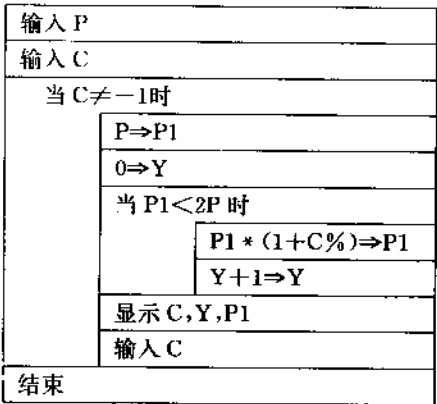 输入 P
输入 C
当 C≠-1时
P⇒P1
0⇒Y
当 P1<2P 时
P1 * (1+C%)⇒P1
Y+1⇒Y
显示 C,Y,P1
输入 C
结束